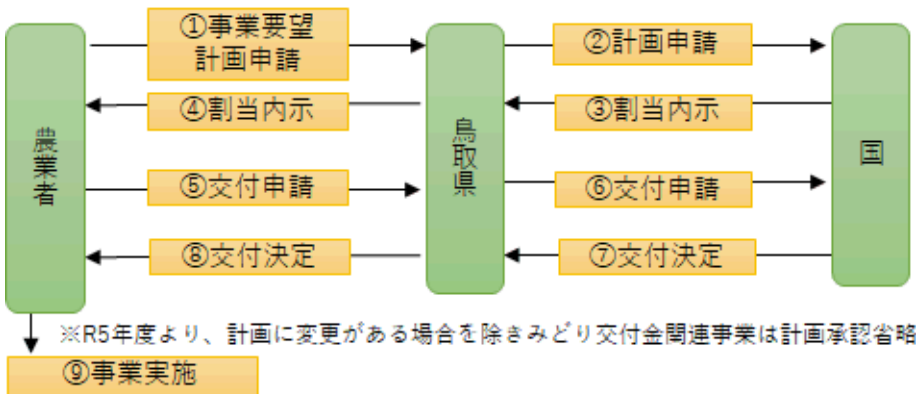 ①事業要望
計画申請
②計画申請
④割当内示
③割当内示
農業者
鳥取県
国
⑤交付申請
⑥交付申請
⑧交付決定
⑦交付決定
※R5年度より、計画に変更がある場合を除きみどり交付金関連事業は計画承認省略
⑨事業実施